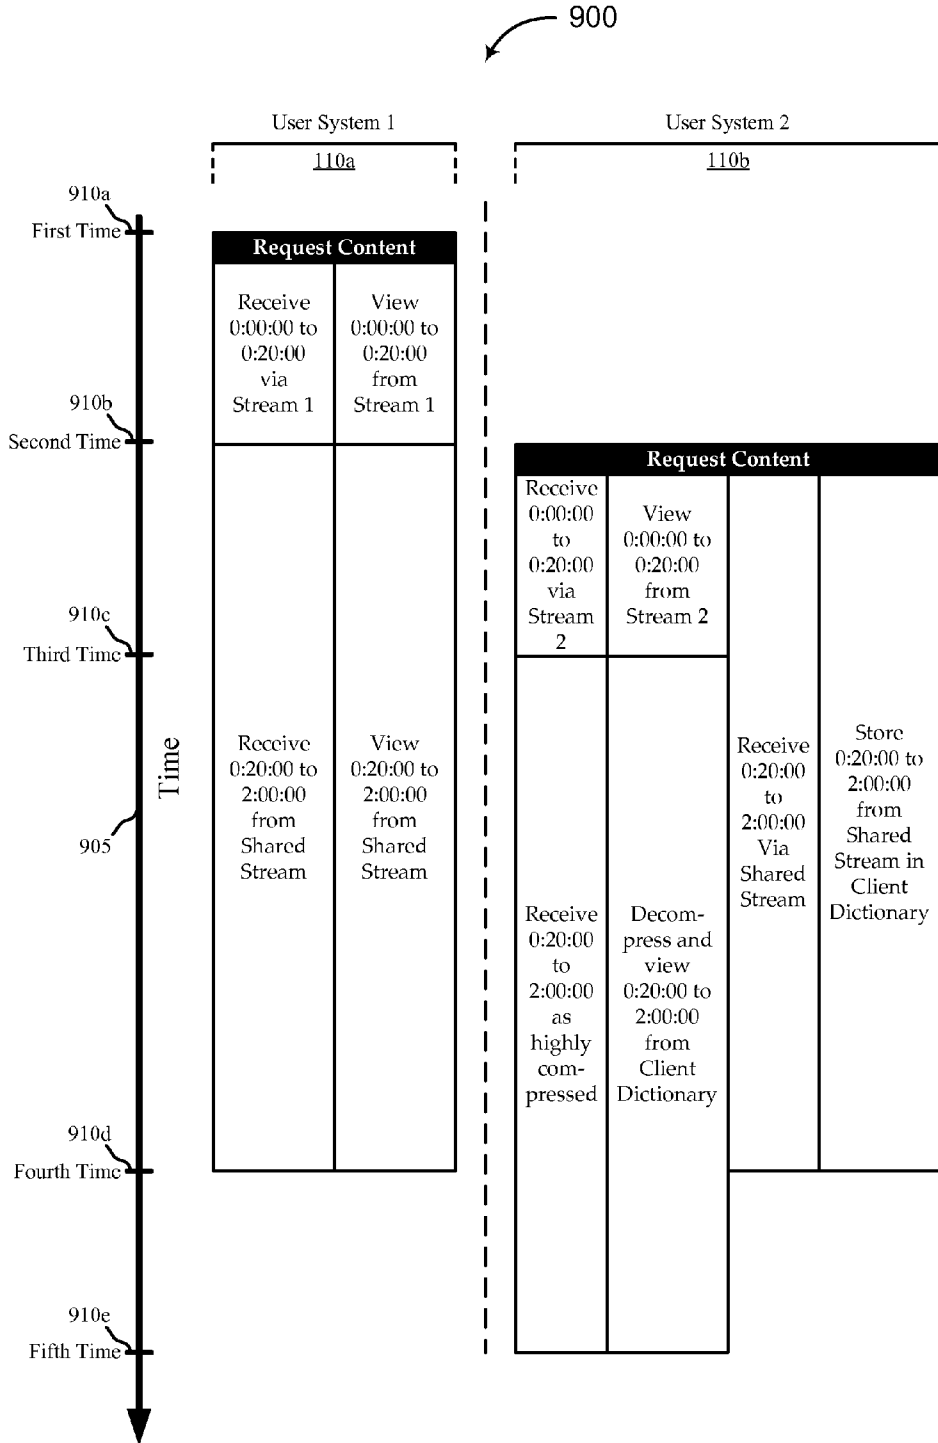 900
User System 1
110a
User System 2
110b
910a
First Time
910b
Second Time
910c
Third Time
Time
905
910d
Fourth Time
910e
Fifth Time
Request Content
Receive
0:00:00 to
0:20:00
via
Stream 1
View
0:00:00 to
0:20:00
from
Stream 1
Receive
0:20:00 to
2:00:00
from
Shared
Stream
View
0:20:00 to
2:00:00
from
Shared
Stream
Request Content
Receive
0:00:00
to
0:20:00
via
Stream
2
View
0:00:00 to
0:20:00
from
Stream 2
Receive
0:20:00
to
2:00:00
as
highly
com-
pressed
Decom-
press and
view
0:20:00 to
2:00:00
from
Client
Dictionary
Receive
0:20:00
to
2:00:00
Via
Shared
Stream
Store
0:20:00 to
2:00:00
from
Shared
Stream in
Client
Dictionary